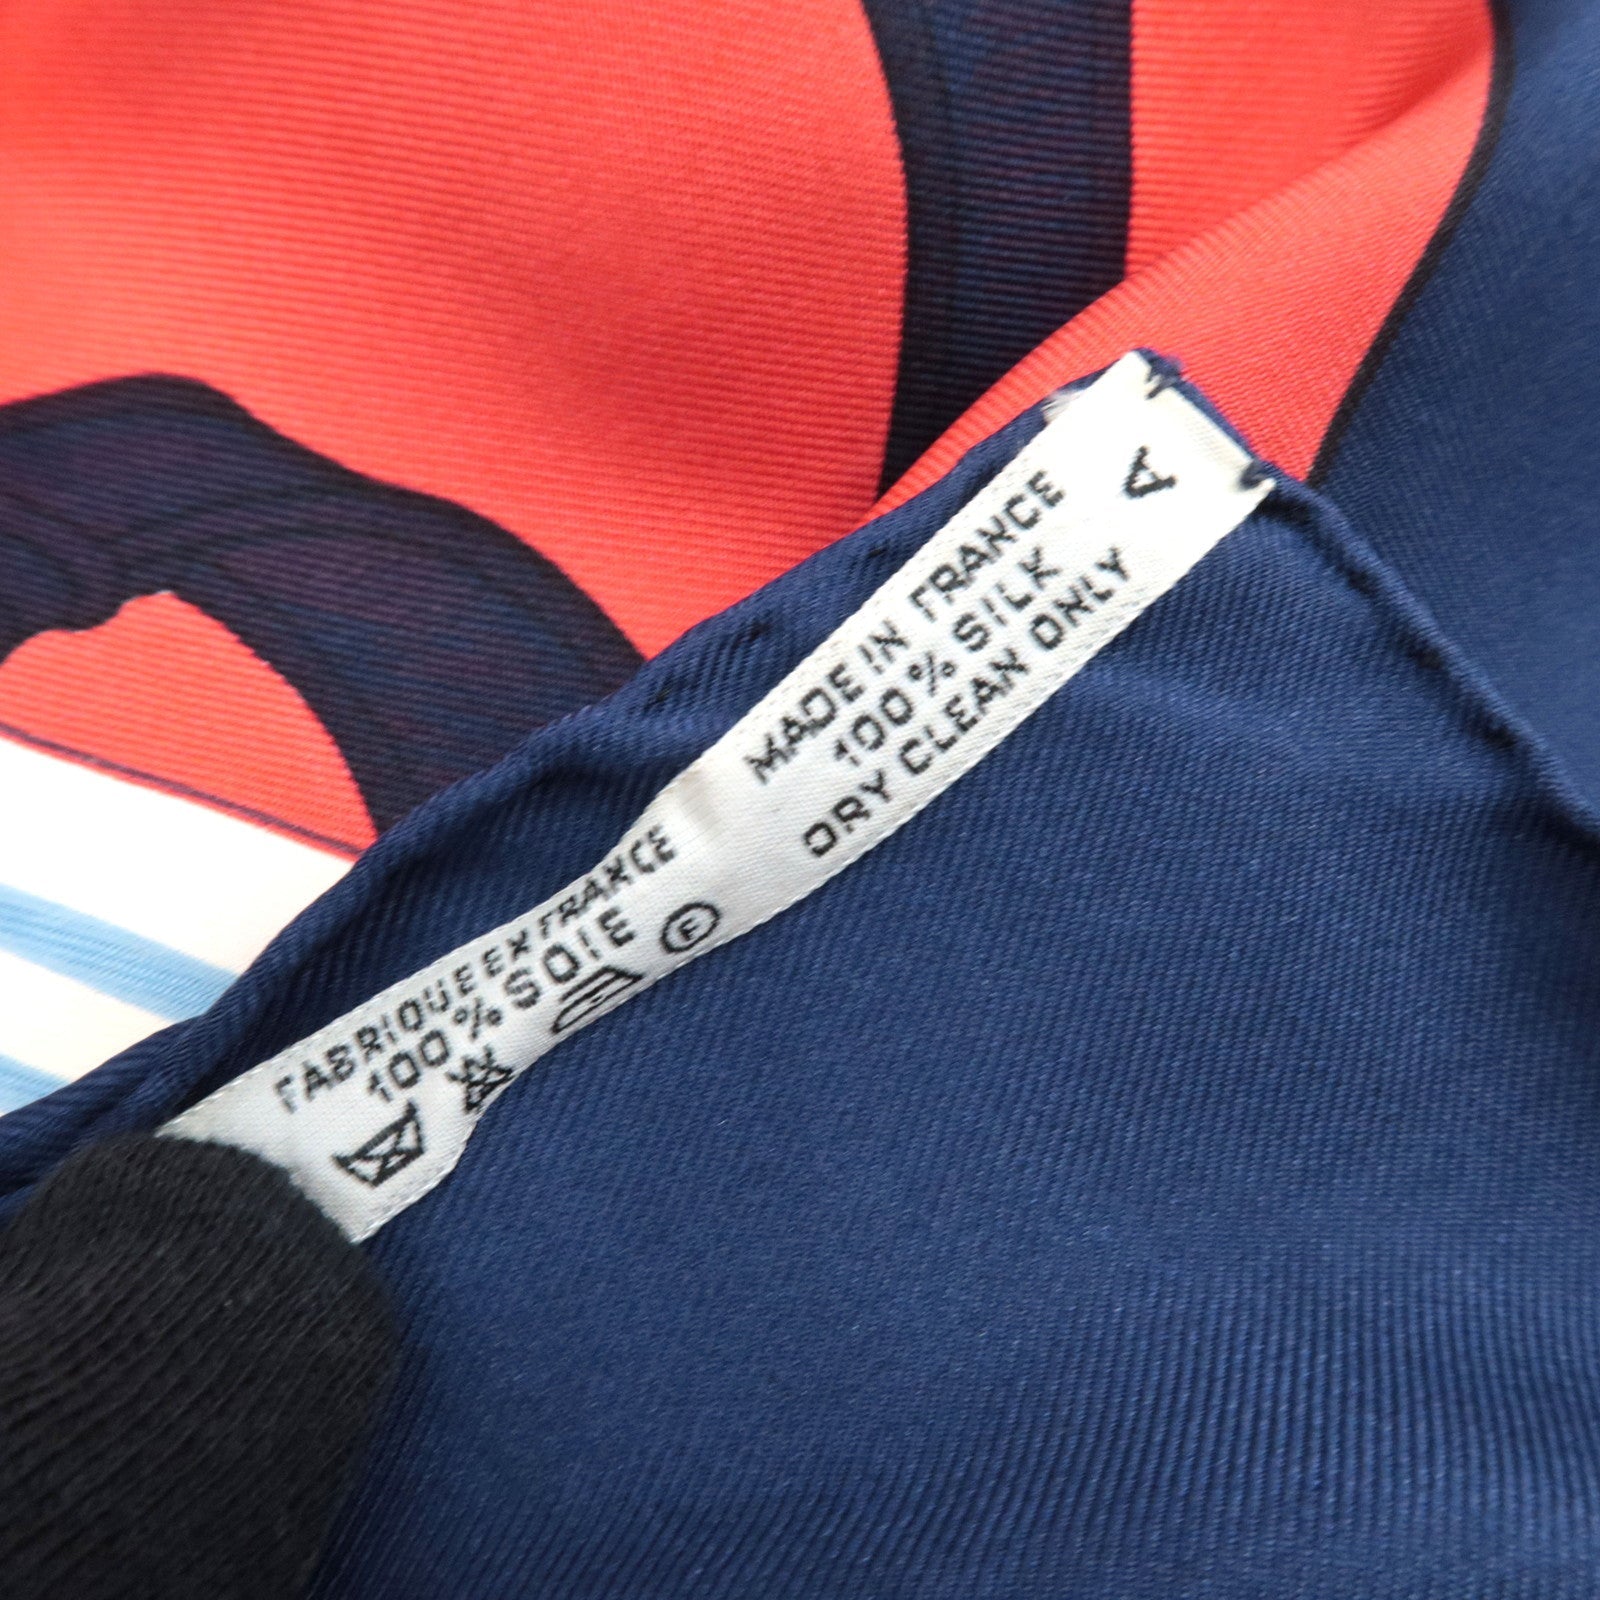 FABRIQUE EN FRANCE
100% SOIE
F
MADE IN FRANCE
100% SILK
DRY CLEAN ONLY
A